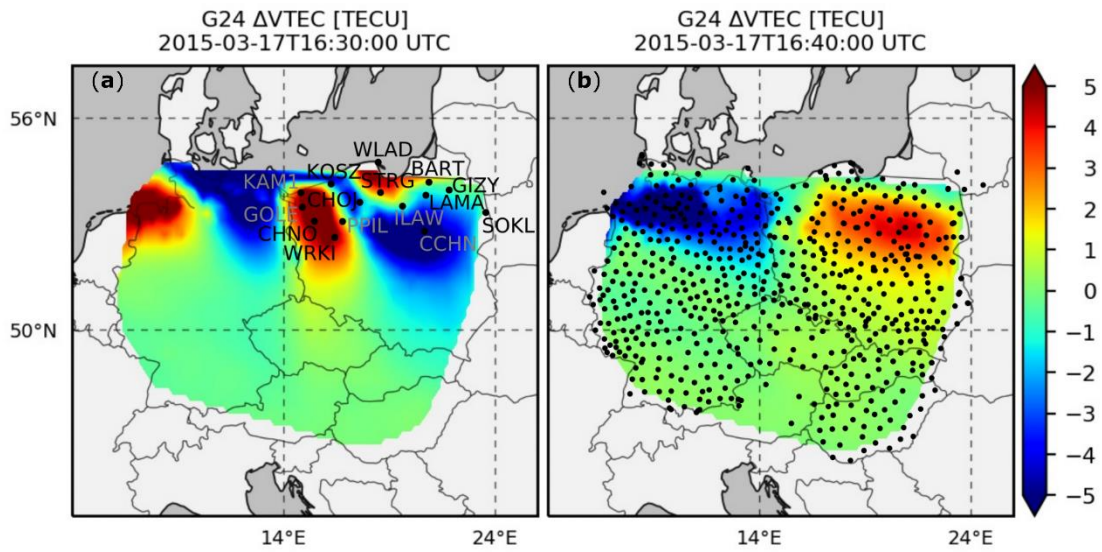 G24 ΔVTEC [TECU]
2015-03-17T16:30:00 UTC
G24 ΔVTEC [TECU]
2015-03-17T16:40:00 UTC
(a)
(b)
56°N
50°N
WLAD
KOSZ
BART
KAM1
STRG
GIZY
CHOJ
LAMA
GOLE
ILAW
SOKL
CHNO
PPIL
CCHN
WRKI
14°E
24°E
14°E
24°E
5
4
3
2
1
0
−1
−2
−3
−4
−5